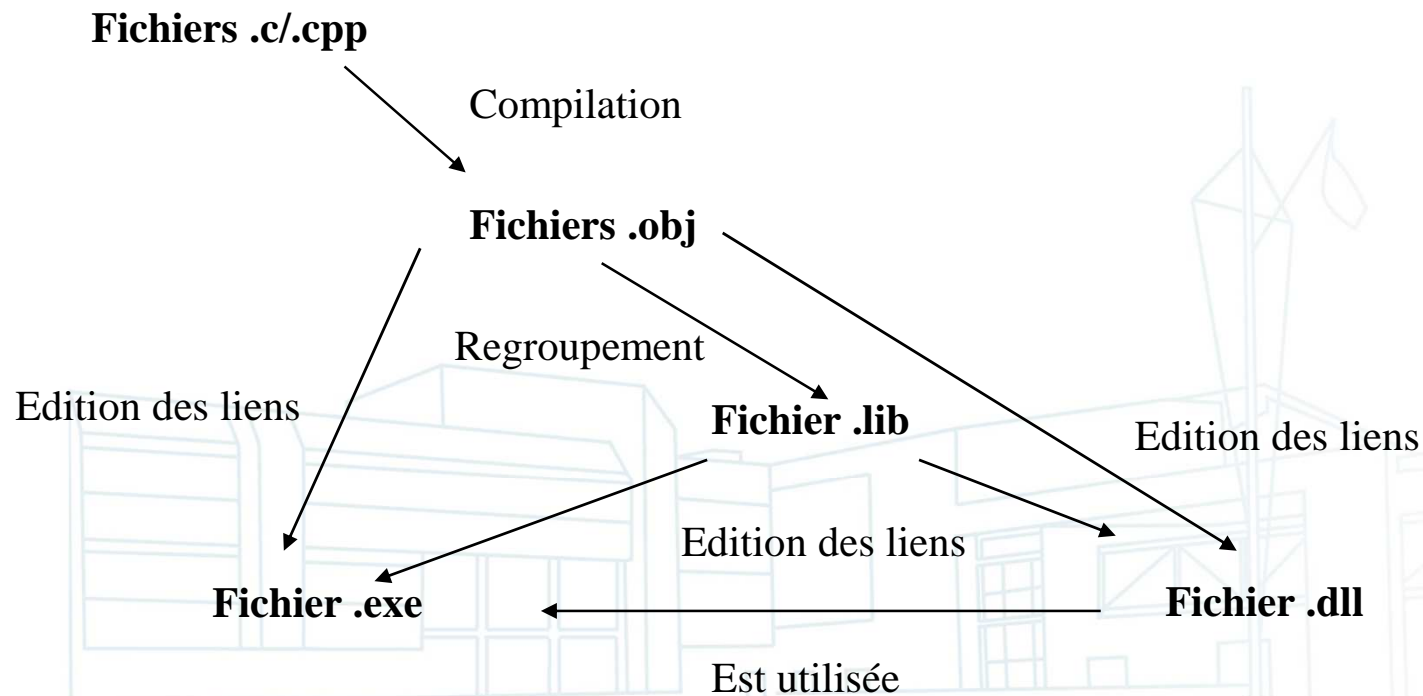 Fichiers .c/.cpp
Compilation
Fichiers .obj
Regroupement
Edition des liens
Fichier .lib
Edition des liens
Edition des liens
Fichier .exe
Fichier .dll
Est utilisée